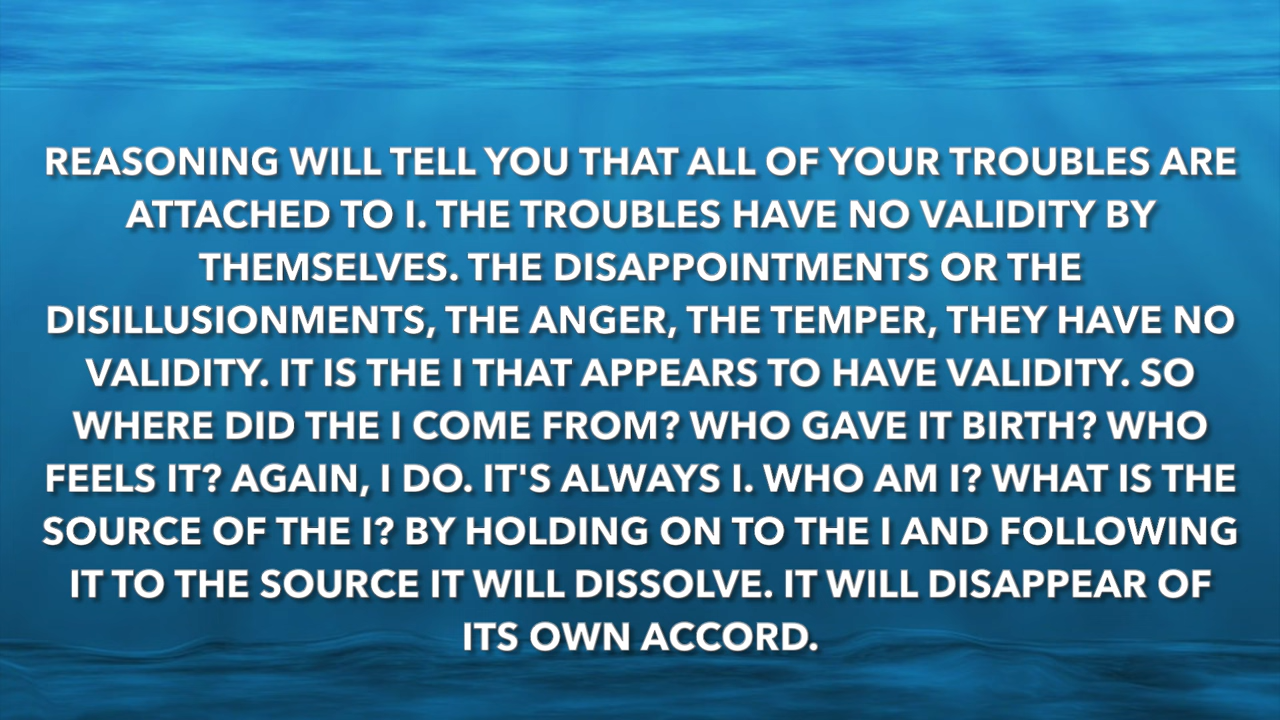 REASONING WILL TELL YOU THAT ALL OF YOUR TROUBLES ARE
ATTACHED TO I. THE TROUBLES HAVE NO VALIDITY BY
THEMSELVES. THE DISAPPOINTMENTS OR THE
DISILLUSIONMENTS, THE ANGER, THE TEMPER, THEY HAVE NO
VALIDITY. IT IS THE I THAT APPEARS TO HAVE VALIDITY. SO
WHERE DID THE I COME FROM? WHO GAVE IT BIRTH? WHO
FEELS IT? AGAIN, I DO. IT'S ALWAYS I. WHO AM I? WHAT IS THE
SOURCE OF THE I? BY HOLDING ON TO THE I AND FOLLOWING
IT TO THE SOURCE IT WILL DISSOLVE. IT WILL DISAPPEAR OF
ITS OWN ACCORD.